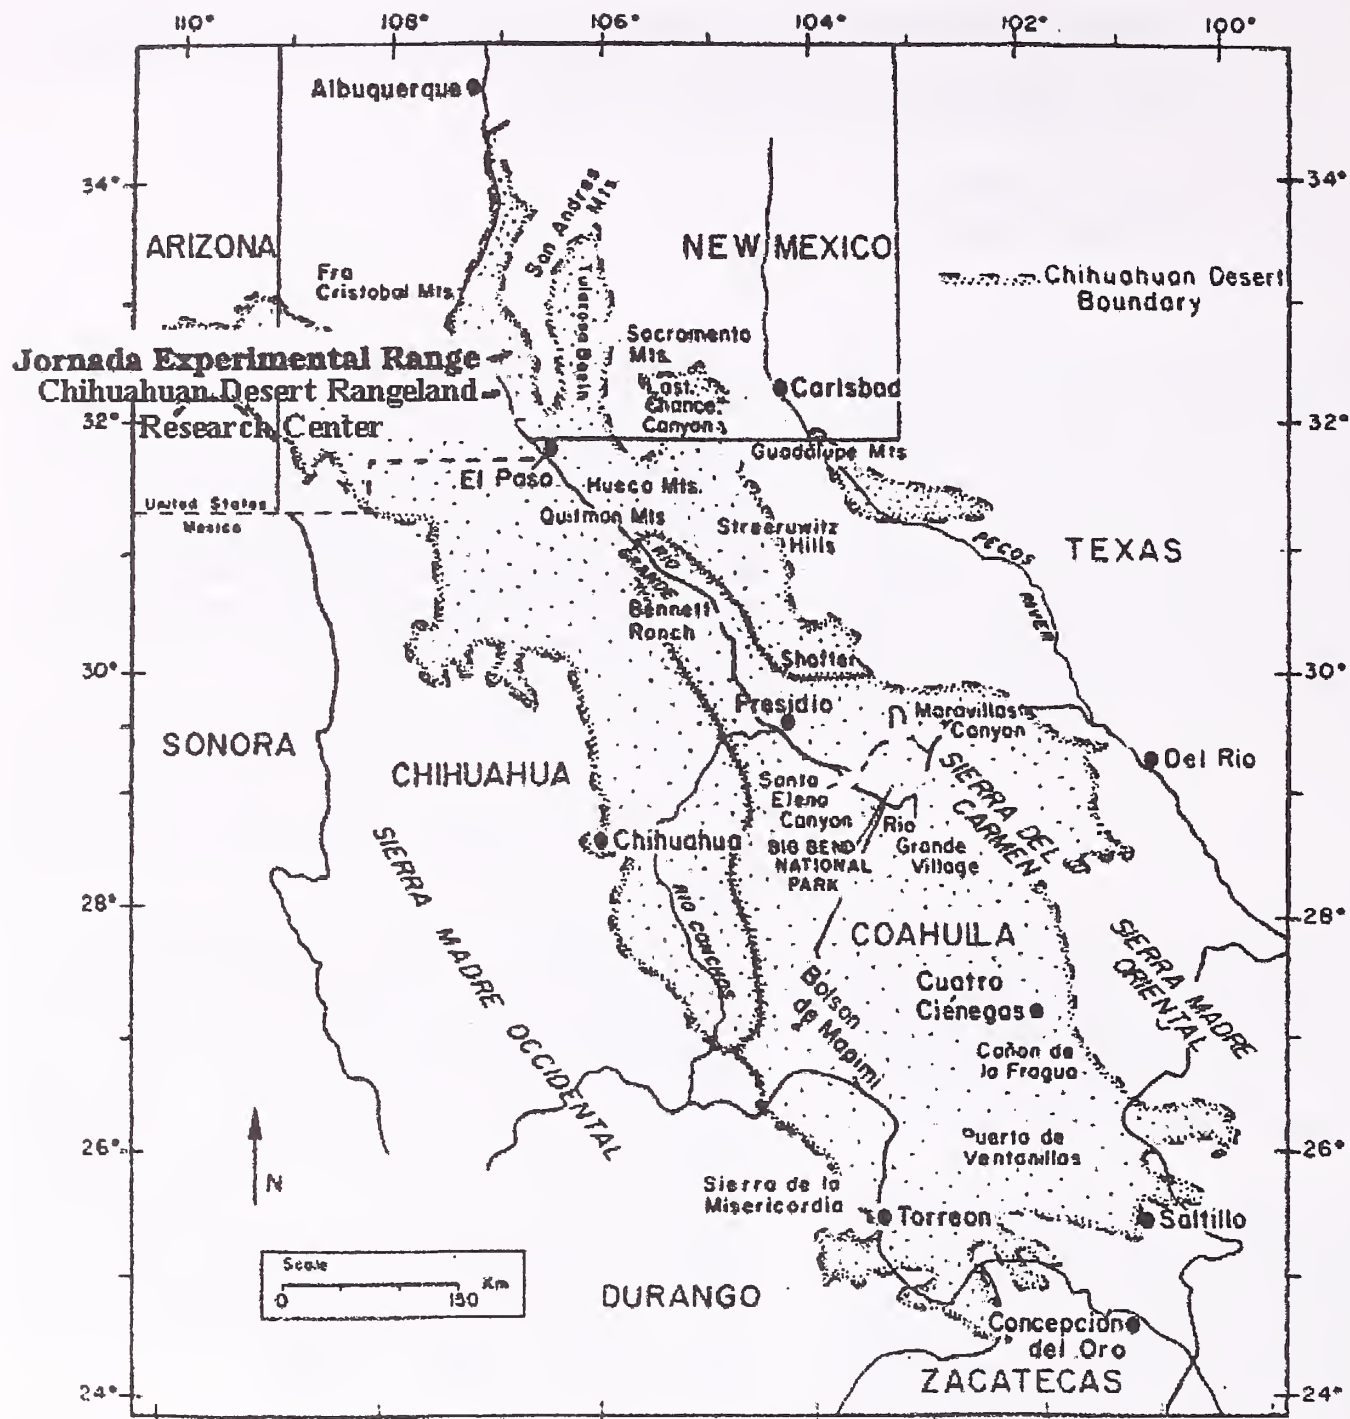 110° 108° 106° 104° 102° 100°
Albuquerque
34°
34°
San Andres
Mts.
ARIZONA
NEW MEXICO
Fra
Cristobal Mts.
Tularosa Basin
Chihuahuan Desert
Boundary
Sacramento
Mts.
Jornada Experimental Range
Chihuahuan Desert Rangeland
Research Center
Last
Chance
Canyon
Carlsbad
32°
32°
Guadalupe Mts
El Paso
Hueco Mts.
United States
Mexico
Quitman Mts
Streeruwitz
Hills
PECOS
RIVER
TEXAS
RIO
GRANDE
Bennett
Ranch
30°
30°
Shafter
Presidio
Maravillas
Canyon
SONORA
CHIHUAHUA
Del Rio
Santa
Elena
Canyon
SIERRA DEL
CARMEN
Rio
Grande
Village
BIG BEND
NATIONAL
PARK
Chihuahua
SIERRA MADRE OCCIDENTAL
RIO CONCHOS
28°
28°
COAHUILA
SIERRA MADRE
ORIENTAL
Cuatro
Ciénegas
Bolson
de Mapimi
Cañon de
la Fragua
26°
26°
Puerto de
Ventanillas
N
Sierra de la
Misericordia
Torreon
Saltillo
Scale
0 150 Km
DURANGO
Concepcion
del Oro
ZACATECAS
24°
24°